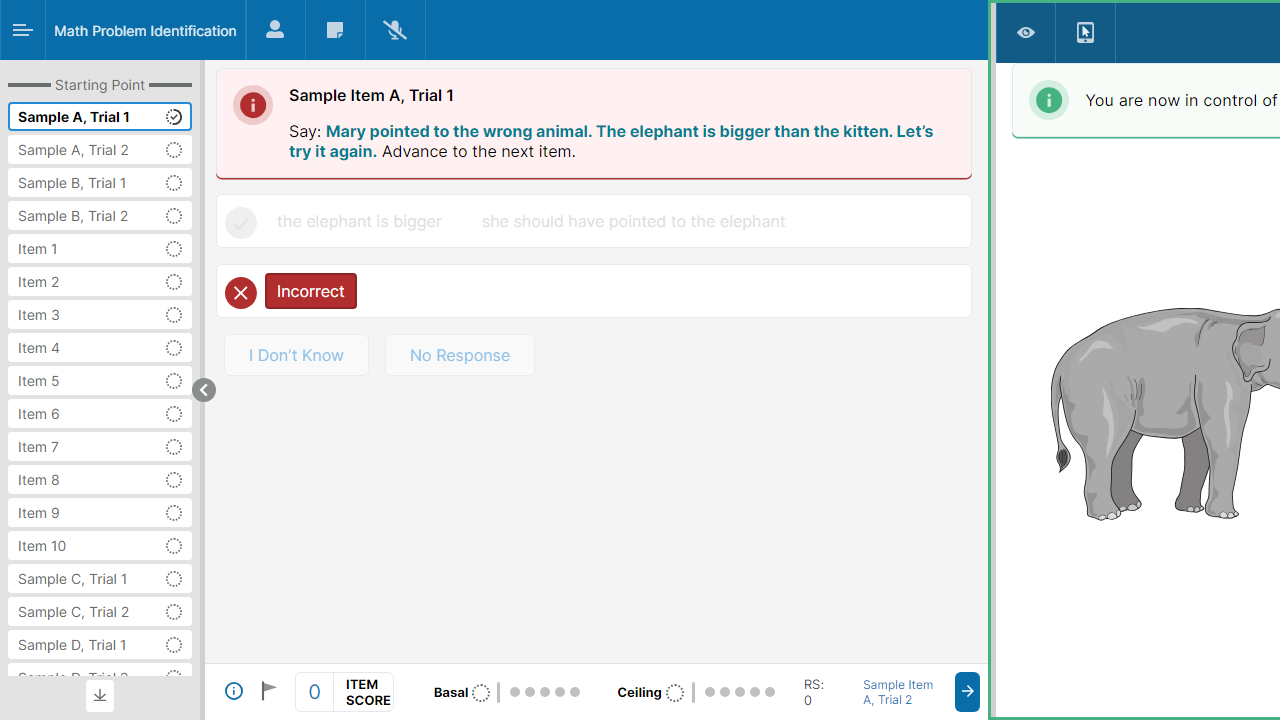 Math Problem Identification
Starting Point
Sample A, Trial 1
Sample A, Trial 2
Sample B, Trial 1
Sample B, Trial 2
Item 1
Item 2
Item 3
Item 4
Item 5
Item 6
Item 7
Item 8
Item 9
Item 10
Sample C, Trial 1
Sample C, Trial 2
Sample D, Trial 1
Sample Item A, Trial 1
Say: Mary pointed to the wrong animal. The elephant is bigger than the kitten. Let’s
try it again. Advance to the next item.
the elephant is bigger she should have pointed to the elephant
Incorrect
I Don’t Know No Response
0 ITEM
SCORE
Basal
Ceiling
RS:
0
Sample Item
A, Trial 2
You are now in control of